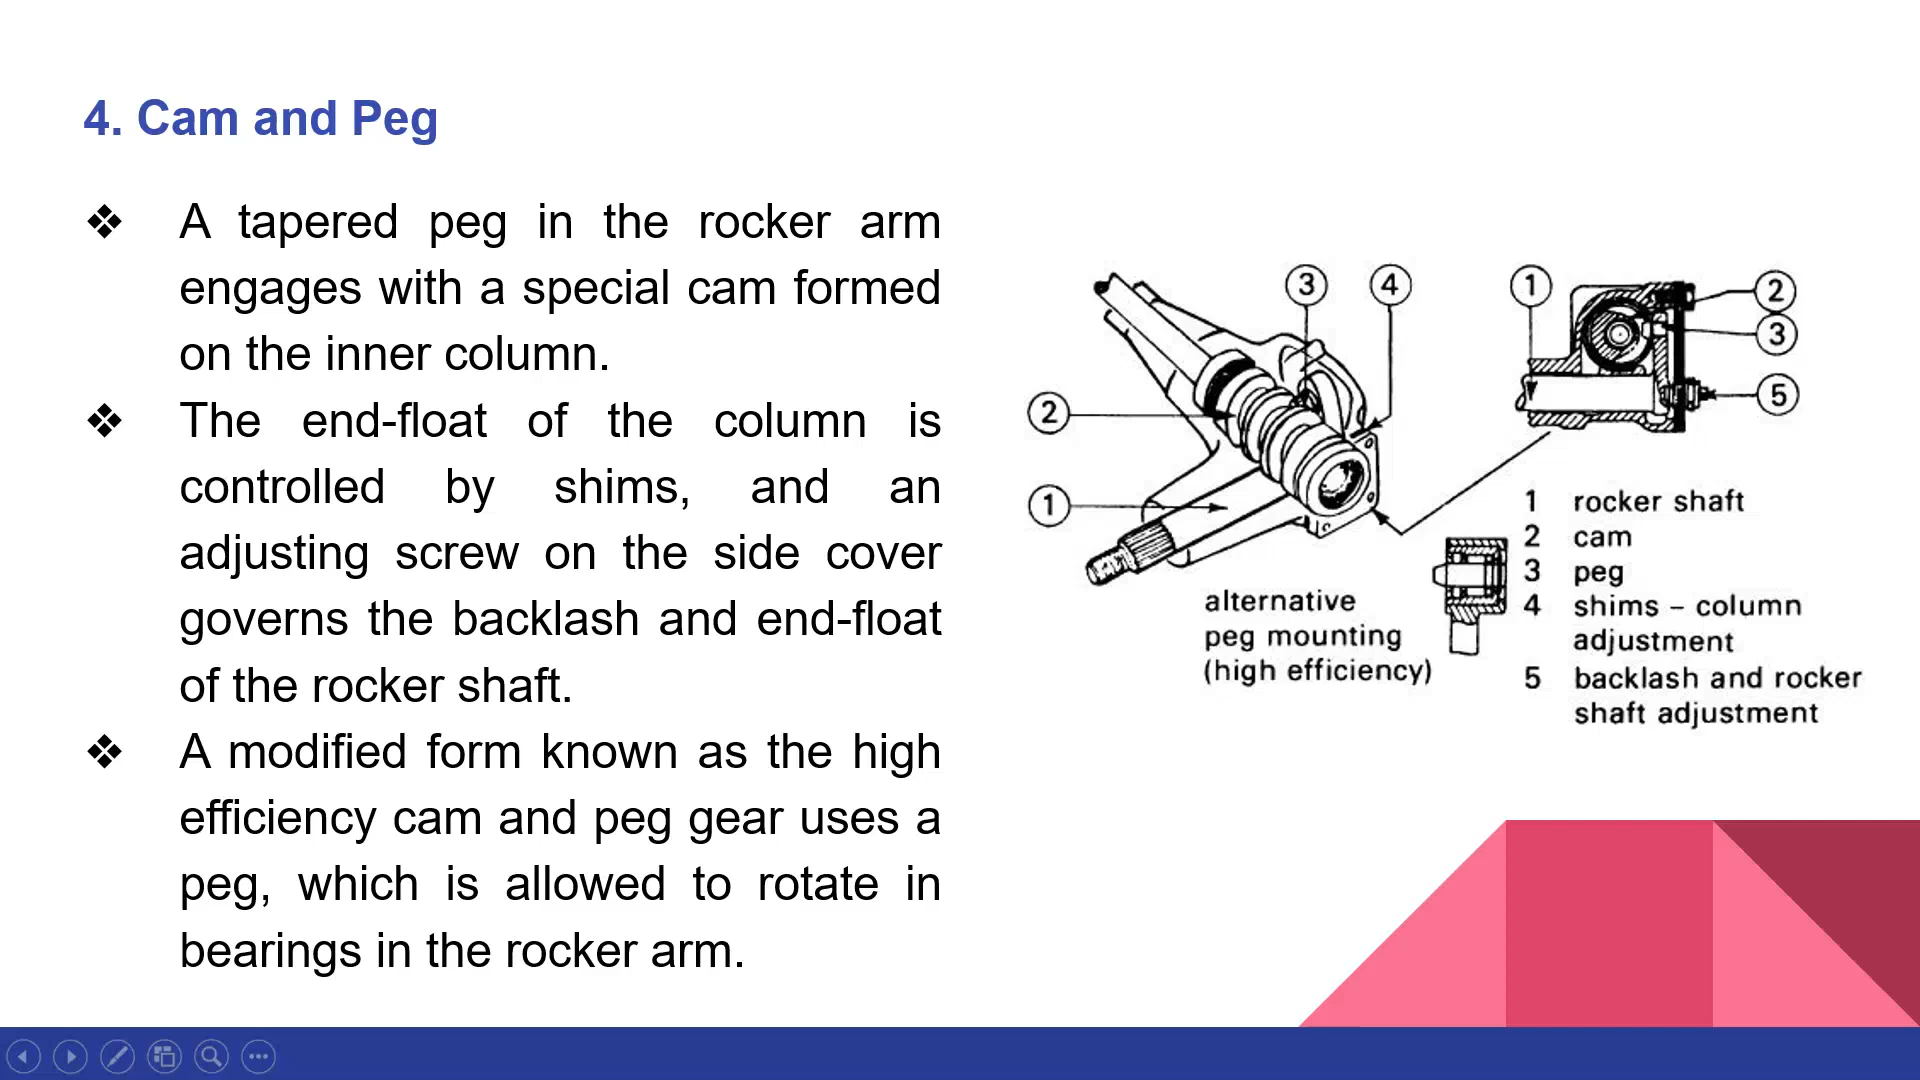 4. Cam and Peg
❖ A tapered peg in the rocker arm
engages with a special cam formed
on the inner column.
❖ The end-float of the column is
controlled by shims, and an
adjusting screw on the side cover
governs the backlash and end-float
of the rocker shaft.
❖ A modified form known as the high
efficiency cam and peg gear uses a
peg, which is allowed to rotate in
bearings in the rocker arm.
3 4
2
1
1
2
3
5
alternative
peg mounting
(high efficiency)
1 rocker shaft
2 cam
3 peg
4 shims – column
adjustment
5 backlash and rocker
shaft adjustment